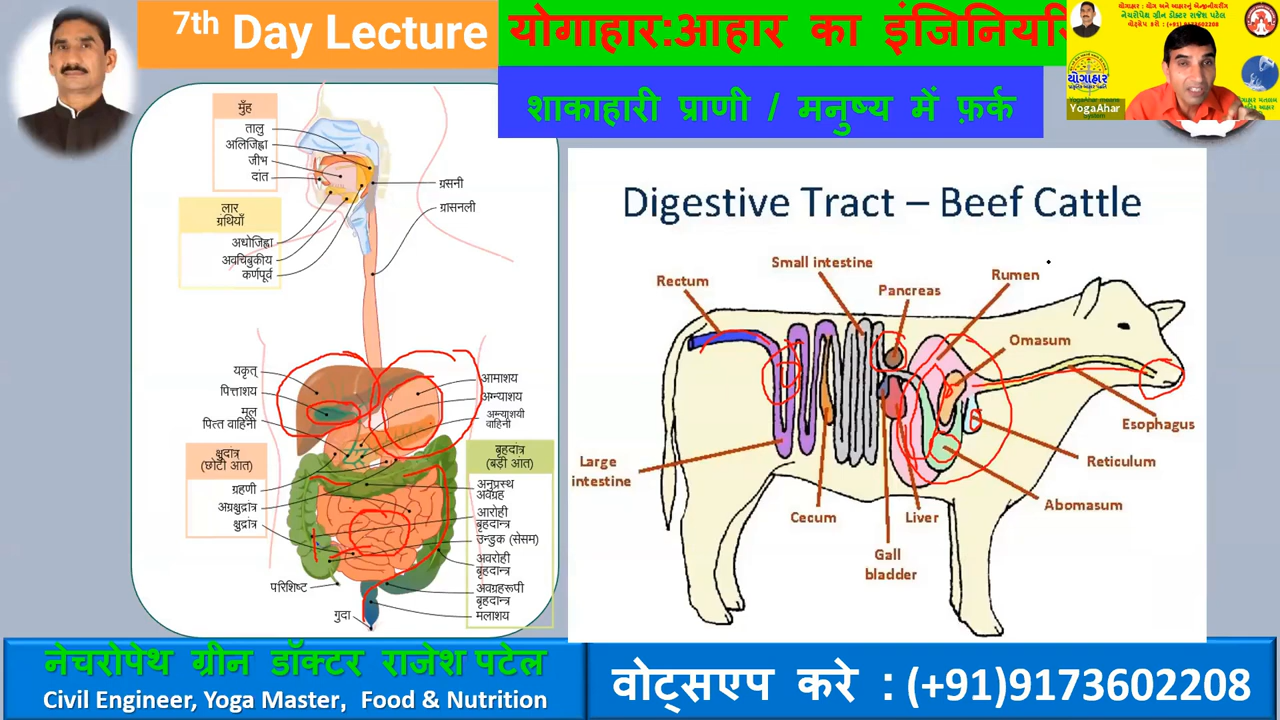 7th Day Lecture
योगाहार:आहार का इंजिनियरि
शाकाहारी प्राणी / मनुष्य में फ़र्क
યોગાહાર
YogaAhar
मुँह
तालु
अलिजिह्वा
जीभ
दांत
ग्रसनी
ग्रासनली
लार
ग्रथियाँ
अधोजिह्वा
अवचिबुकीय
कर्णपूर्व
यकृत्
पित्ताशय
मूल
पित्त वाहिनी
आमाशय
अग्न्याशय
अग्न्याशयी
वाहिनी
क्षुदांत्र
(छोटी आत)
ग्रहणी
अग्रक्षुद्रांत्र
क्षुद्रांत्र
बृहदांत्र
(बड़ी आंत)
अनुप्रस्थ
अवग्रह
आरोही
बृहदान्त्र
उन्डुक (सेसम)
अवरोही
बृहदान्त्र
अवग्रहरूपी
बृहदान्त्र
मलाशय
परिशिष्ट
गुदा
Digestive Tract – Beef Cattle
Small intestine
Rectum
Pancreas
Rumen
Omasum
Esophagus
Reticulum
Abomasum
Large
intestine
Cecum
Liver
Gall
bladder
नेचरोपेथ ग्रीन डॉक्टर राजेश पटेल
Civil Engineer, Yoga Master, Food & Nutrition
वोट्सएप करे : (+91)9173602208